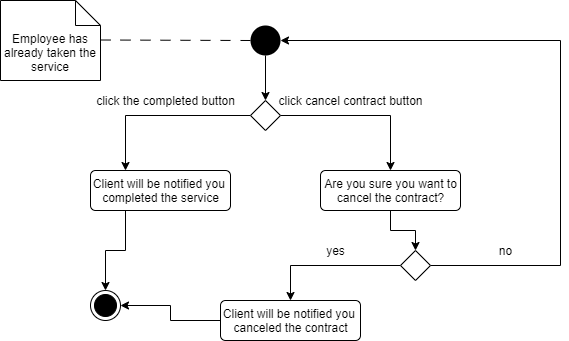 Employee has
already taken the
service
click the completed button
click cancel contract button
Client will be notified you
completed the service
Are you sure you want to
cancel the contract?
yes
no
Client will be notified you
canceled the contract